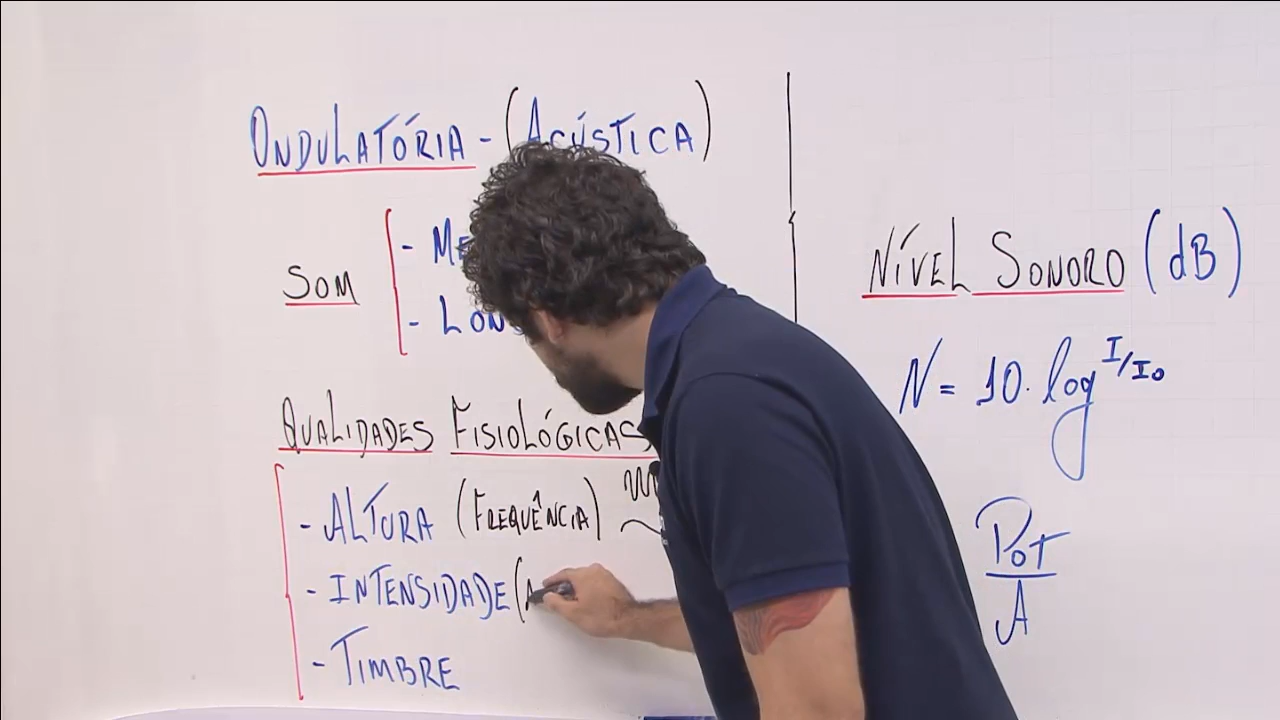 ONDULATÓRIA - (ACÚSTICA)
SOM
- ME
- LON
QUALIDADES FISIOLÓGICAS
- ALTURA (FREQUÊNCIA)
- INTENSIDADE (A
- TIMBRE
NÍVEL SONORO (dB)
N = 10. log I/I0
POT
A